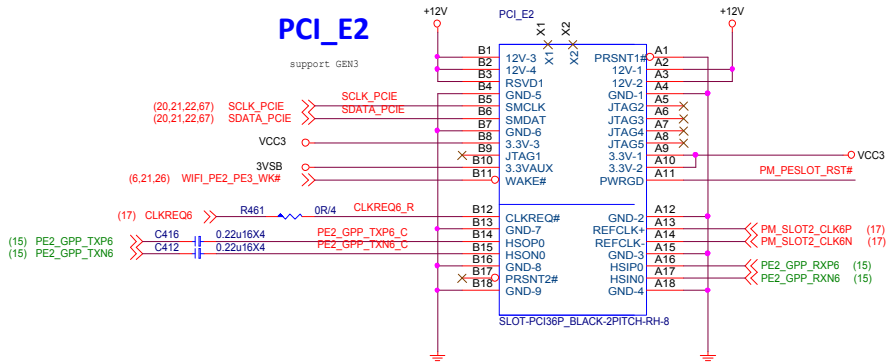 +12V
PCI_E2
+12V
PCI_E2
support GEN3
X1
X2
X1
X2
B1
12V-3
PRSNT1#
A1
B2
12V-4
12V-1
A2
B3
RSVD1
12V-2
A3
B4
GND-5
GND-1
A4
(20,21,22,67) SCLK_PCIE
SCLK_PCIE
B5
SMCLK
JTAG2
A5
(20,21,22,67) SDATA_PCIE
SDATA_PCIE
B6
SMDAT
JTAG3
A6
B7
GND-6
JTAG4
A7
VCC3
B8
3.3V-3
JTAG5
A8
B9
JTAG1
3.3V-1
A9
VCC3
3VSB
B10
3.3VAUX
3.3V-2
A10
(6,21,26) WIFI_PE2_PE3_WK#
B11
WAKE#
PWRGD
A11
PM_PESLOT_RST#
(17) CLKREQ6
R461
0R/4
CLKREQ6_R
B12
CLKREQ#
GND-2
A12
B13
GND-7
REFCLK+
A13
PM_SLOT2_CLK6P (17)
(15) PE2_GPP_TXP6
C416
0.22u16X4
PE2_GPP_TXP6_C
B14
HSOP0
REFCLK-
A14
PM_SLOT2_CLK6N (17)
(15) PE2_GPP_TXN6
C412
0.22u16X4
PE2_GPP_TXN6_C
B15
HSON0
GND-3
A15
B16
GND-8
HSIP0
A16
PE2_GPP_RXP6 (15)
B17
PRSNT2#
HSIN0
A17
PE2_GPP_RXN6 (15)
B18
GND-9
GND-4
A18
SLOT-PCI36P_BLACK-2PITCH-RH-8